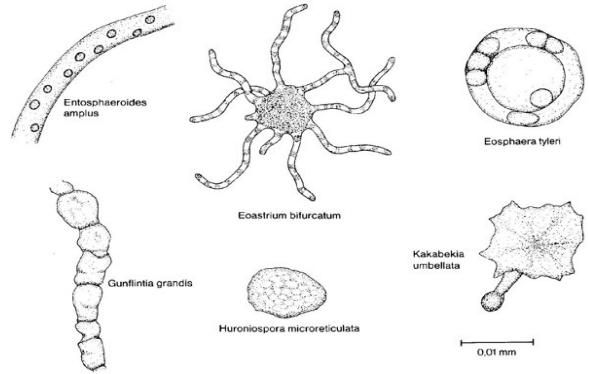 Entosphaeroides
amplus
Eoastrium bifurcatum
Eosphaera tyleri
Gunflintia grandis
Huroniospora microreticulata
Kakabekia
umbellata
0,01 mm